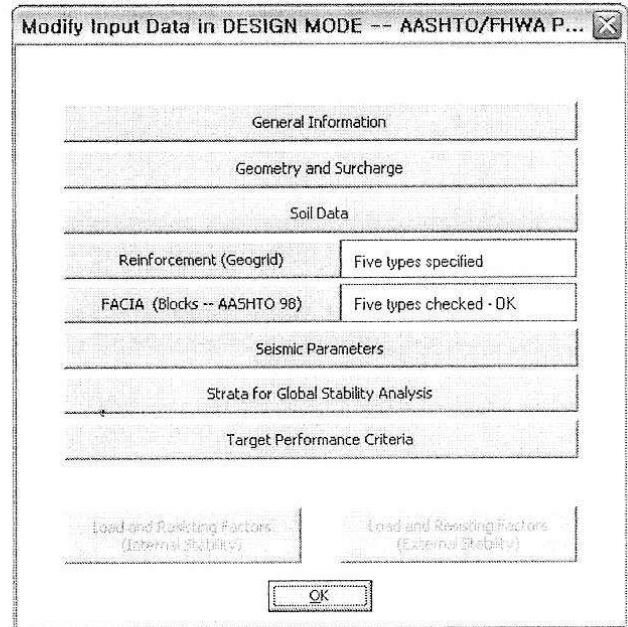 Modify Input Data in DESIGN MODE -- AASHTO/FHWA P...
General Information
Geometry and Surcharge
Soil Data
Reinforcement (Geogrid) Five types specified
FACIA (Blocks -- AASHTO 98) Five types checked - OK
Seismic Parameters
Strata for Global Stability Analysis
Target Performance Criteria
Load and Resisting Factors Load and Resisting Factors
(Internal Stability) (External Stability)
OK